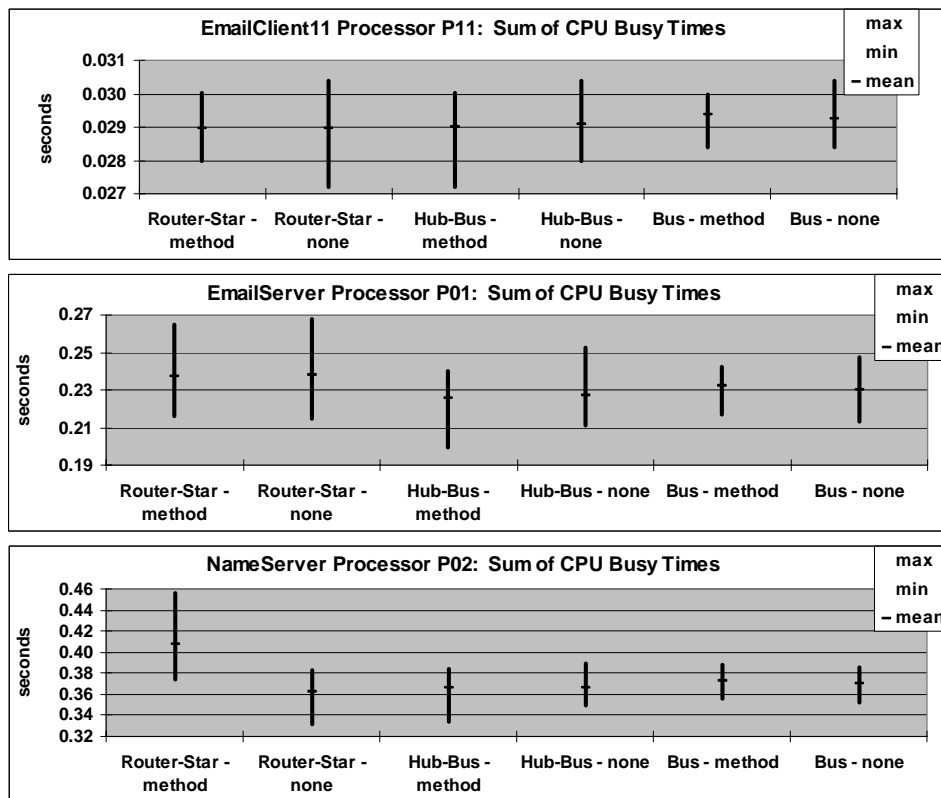 EmailClient11 Processor P11: Sum of CPU Busy Times
max
min
mean
seconds
0.031
0.030
0.029
0.028
0.027
Router-Star -
method
Router-Star -
none
Hub-Bus -
method
Hub-Bus -
none
Bus - method
Bus - none
EmailServer Processor P01: Sum of CPU Busy Times
max
min
mean
seconds
0.27
0.25
0.23
0.21
0.19
Router-Star -
method
Router-Star -
none
Hub-Bus -
method
Hub-Bus - none
Bus - method
Bus - none
NameServer Processor P02: Sum of CPU Busy Times
max
min
mean
seconds
0.46
0.44
0.42
0.40
0.38
0.36
0.34
0.32
Router-Star -
method
Router-Star -
none
Hub-Bus -
method
Hub-Bus - none
Bus - method
Bus - none